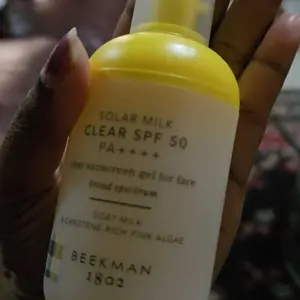 SOLAR MILK
CLEAR SPF 50
PA++++
sunscreen gel for face
broad spectrum
GOAT MILK
RICH PINK ALGAE
BEEKMAN
1802